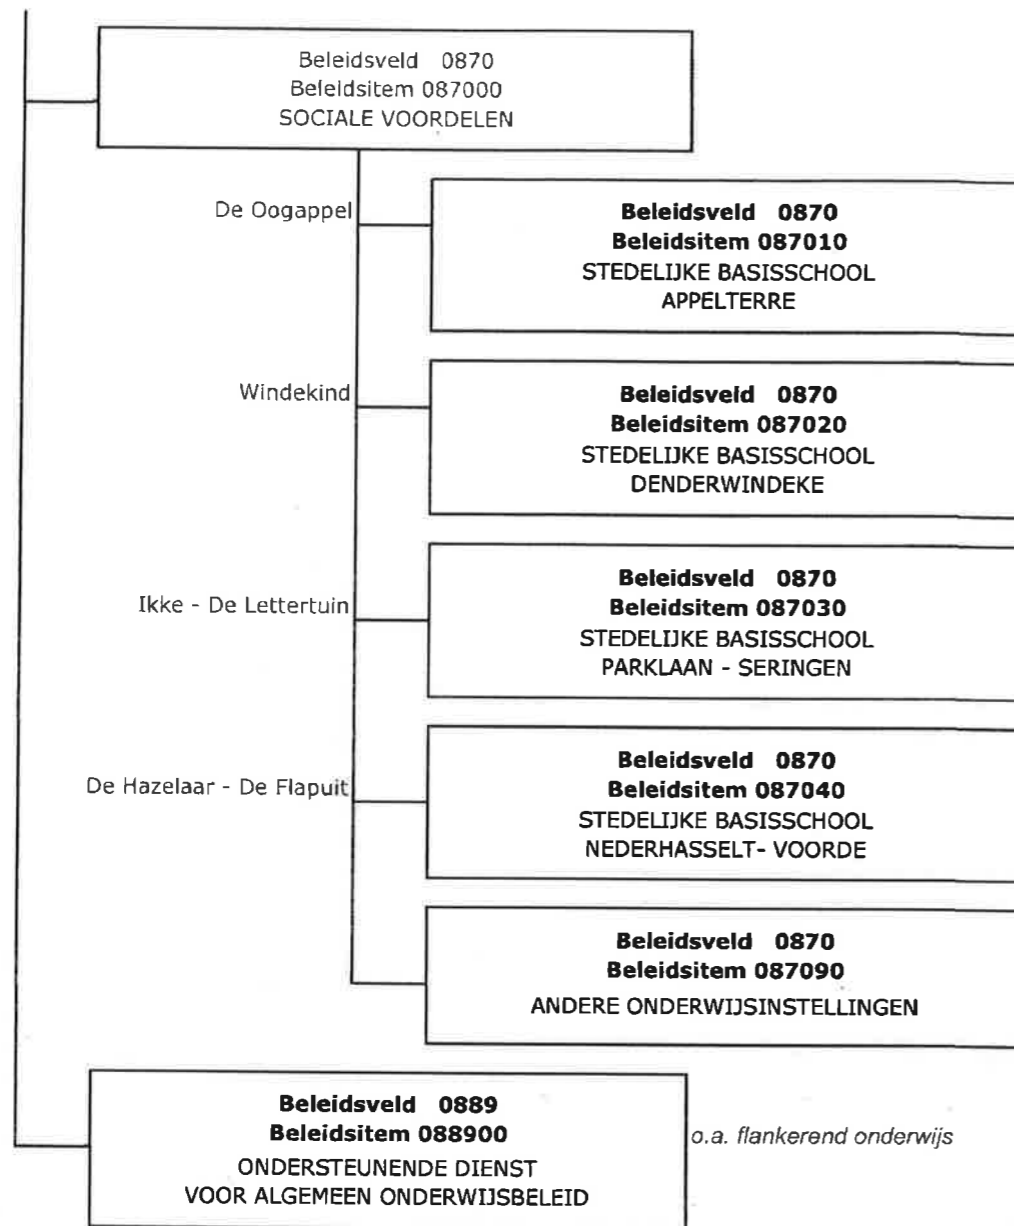 Beleidsveld 0870
Beleidsitem 087000
SOCIALE VOORDELEN
De Oogappel
Beleidsveld 0870
Beleidsitem 087010
STEDELIJKE BASISSCHOOL
APPELTERRE
Windekind
Beleidsveld 0870
Beleidsitem 087020
STEDELIJKE BASISSCHOOL
DENDERWINDEKE
Ikke - De Lettertuin
Beleidsveld 0870
Beleidsitem 087030
STEDELIJKE BASISSCHOOL
PARKLAAN - SERINGEN
De Hazelaar - De Flapuit
Beleidsveld 0870
Beleidsitem 087040
STEDELIJKE BASISSCHOOL
NEDERHASSELT- VOORDE
Beleidsveld 0870
Beleidsitem 087090
ANDERE ONDERWIJSINSTELLINGEN
Beleidsveld 0889
Beleidsitem 088900
ONDERSTEUNENDE DIENST
VOOR ALGEMEEN ONDERWIJSBELEID
o.a. flankerend onderwijs